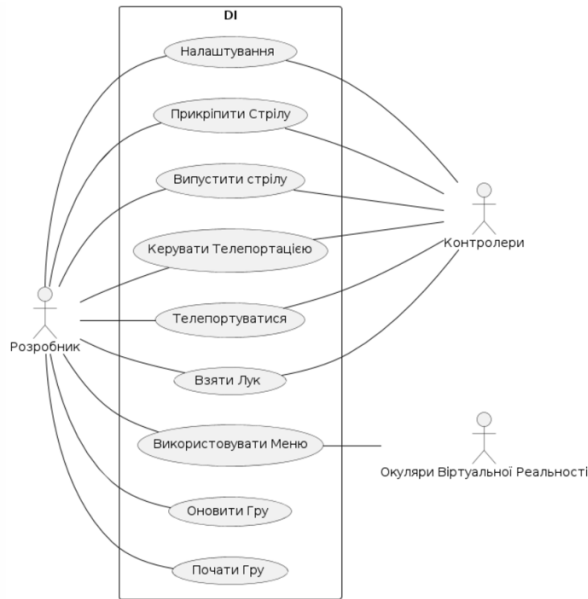 DI
Налаштування
Прикріпити Стрілу
Випустити стрілу
Керувати Телепортацією
Контролери
Розробник
Телепортуватися
Взяти Лук
Використовувати Меню
Окуляри Віртуальної Реальності
Оновити Гру
Почати Гру